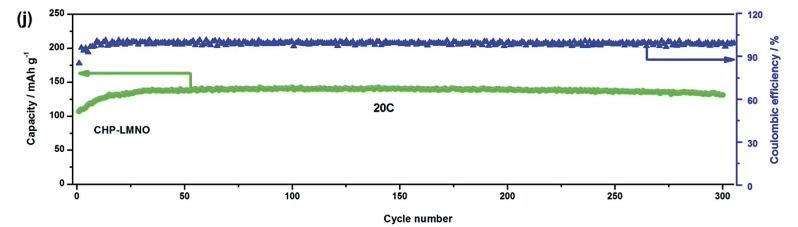 (j)
250
200
150
100
50
0
Capacity / mAh g⁻¹
CHP-LMNO
20C
120
90
60
30
0
Coulombic efficiency / %
0 50 100 150 200 250 300
Cycle number